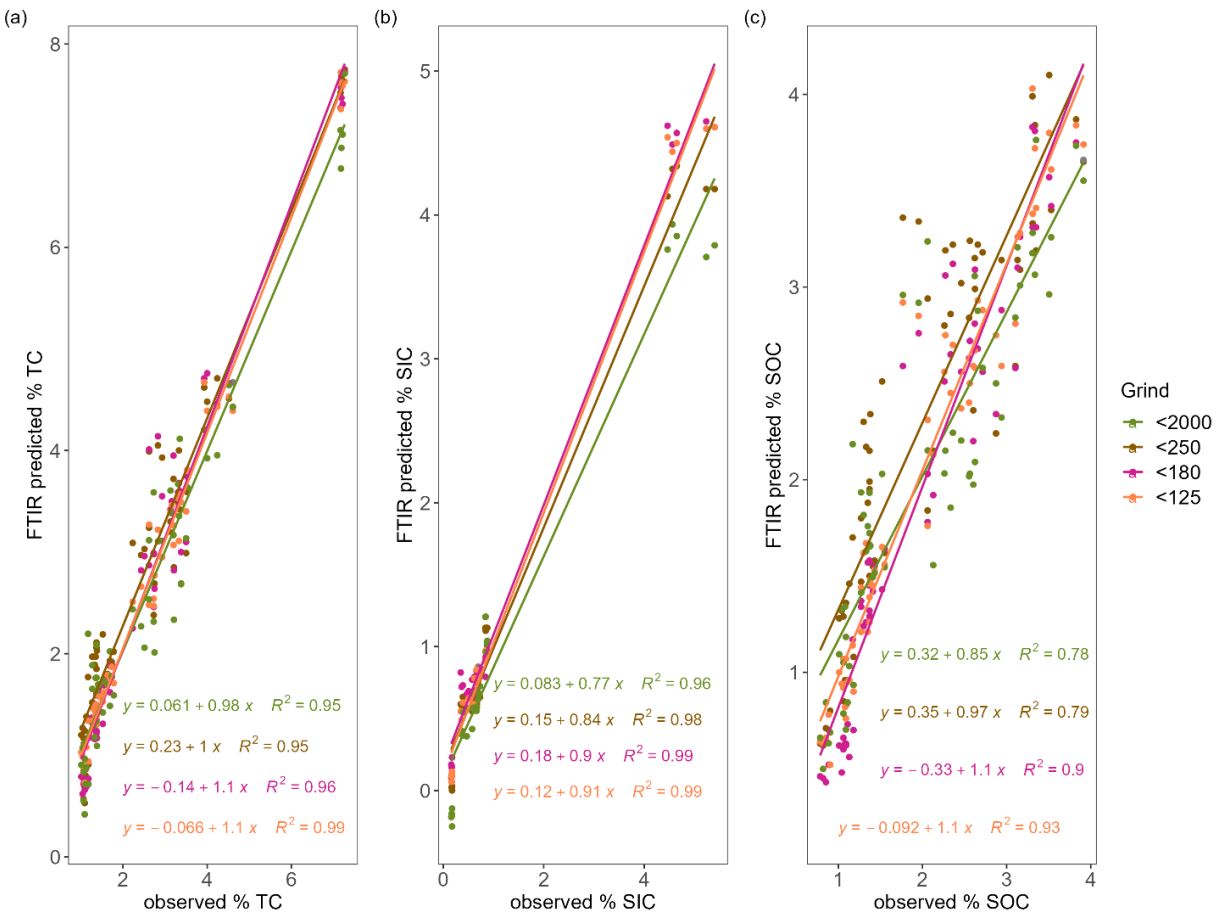 (a)
FTIR predicted % TC
8
6
4
2
0
y = 0.061 + 0.98 x R² = 0.95
y = 0.23 + 1 x R² = 0.95
y = − 0.14 + 1.1 x R² = 0.96
y = − 0.066 + 1.1 x R² = 0.99
2 4 6
observed % TC
(b)
FTIR predicted % SIC
5
4
3
2
1
0
y = 0.083 + 0.77 x R² = 0.96
y = 0.15 + 0.84 x R² = 0.98
y = 0.18 + 0.9 x R² = 0.99
y = 0.12 + 0.91 x R² = 0.99
0 2 4
observed % SIC
(c)
FTIR predicted % SOC
4
3
2
1
y = 0.32 + 0.85 x R² = 0.78
y = 0.35 + 0.97 x R² = 0.79
y = − 0.33 + 1.1 x R² = 0.9
y = − 0.092 + 1.1 x R² = 0.93
1 2 3 4
observed % SOC
Grind
<2000
<250
<180
<125